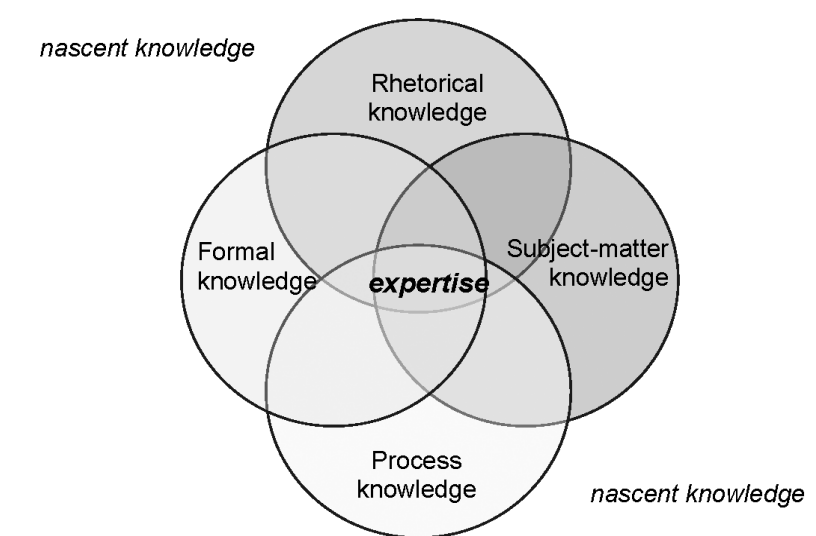 nascent knowledge
Rhetorical
knowledge
Formal
knowledge
Subject-matter
knowledge
expertise
Process
knowledge
nascent knowledge